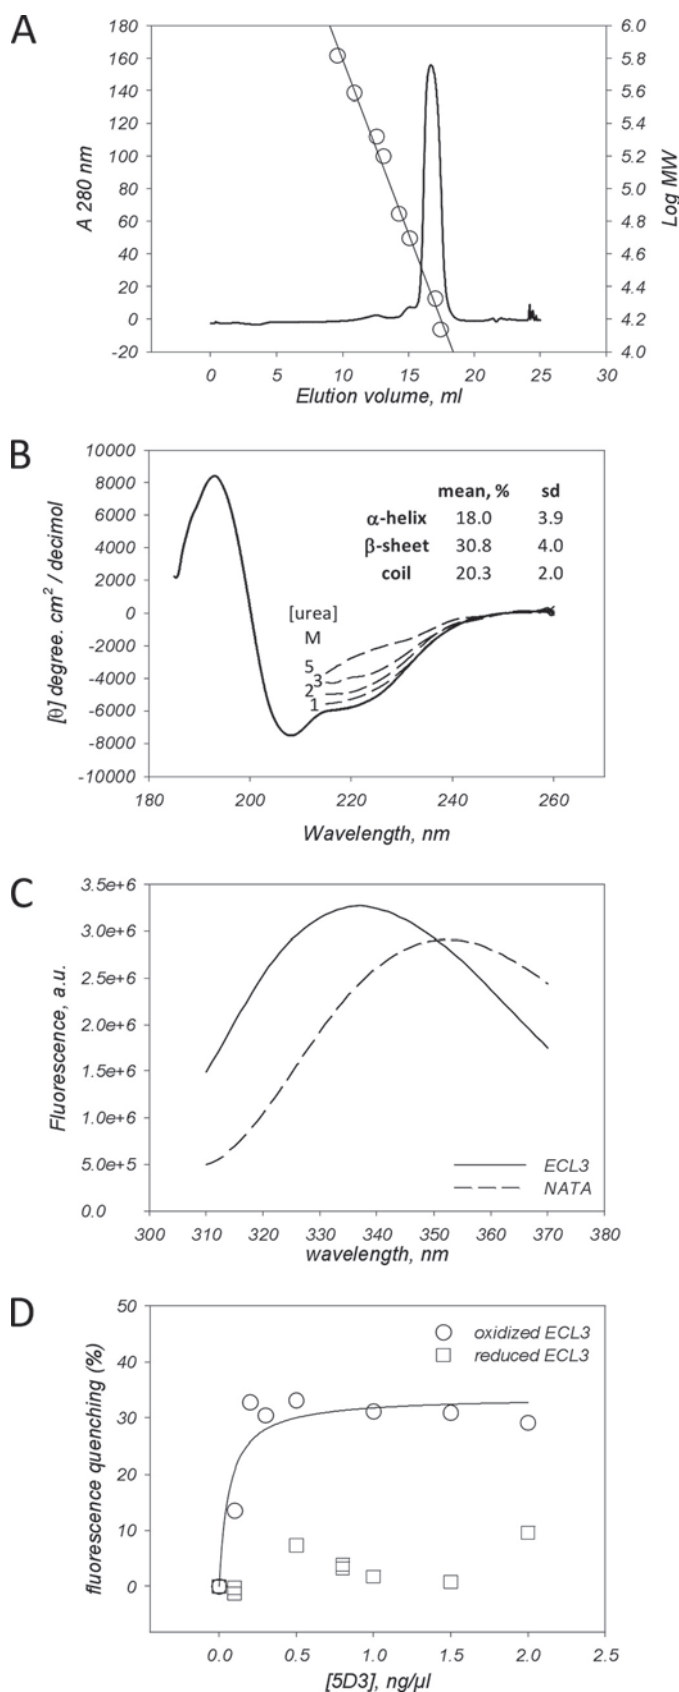 A
180
160
140
120
100
80
60
40
20
0
-20
A 280 nm
6.0
5.8
5.6
5.4
5.2
5.0
4.8
4.6
4.4
4.2
4.0
Log MW
0 5 10 15 20 25 30
Elution volume, ml
B
10000
8000
6000
4000
2000
0
-2000
-4000
-6000
-8000
-10000
[θ] degree. cm² / decimol
mean, % sd
α-helix 18.0 3.9
β-sheet 30.8 4.0
coil 20.3 2.0
[urea]
M
5
3
2
1
180 200 220 240 260
Wavelength, nm
C
3.5e+6
3.0e+6
2.5e+6
2.0e+6
1.5e+6
1.0e+6
5.0e+5
0.0
Fluorescence, a.u.
ECL3
NATA
300 310 320 330 340 350 360 370 380
wavelength, nm
D
50
40
30
20
10
0
fluorescence quenching (%)
oxidized ECL3
reduced ECL3
0.0 0.5 1.0 1.5 2.0 2.5
[5D3], ng/µl